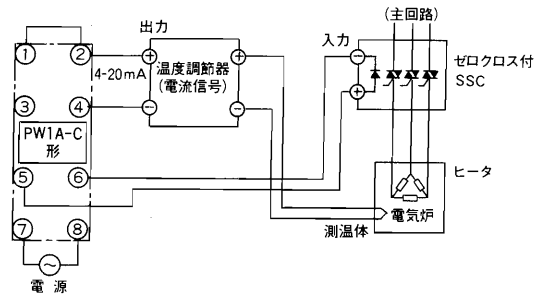 (主回路)
出力
入力
① ②
⊕ ⊕
⊖
4-20mA
温度調節器
(電流信号)
ゼロクロス付
SSC
③ ④
⊖ ⊖
⊕
PW1A-C
形
⑤ ⑥
ヒータ
電気炉
測温体
⑦ ⑧
電源